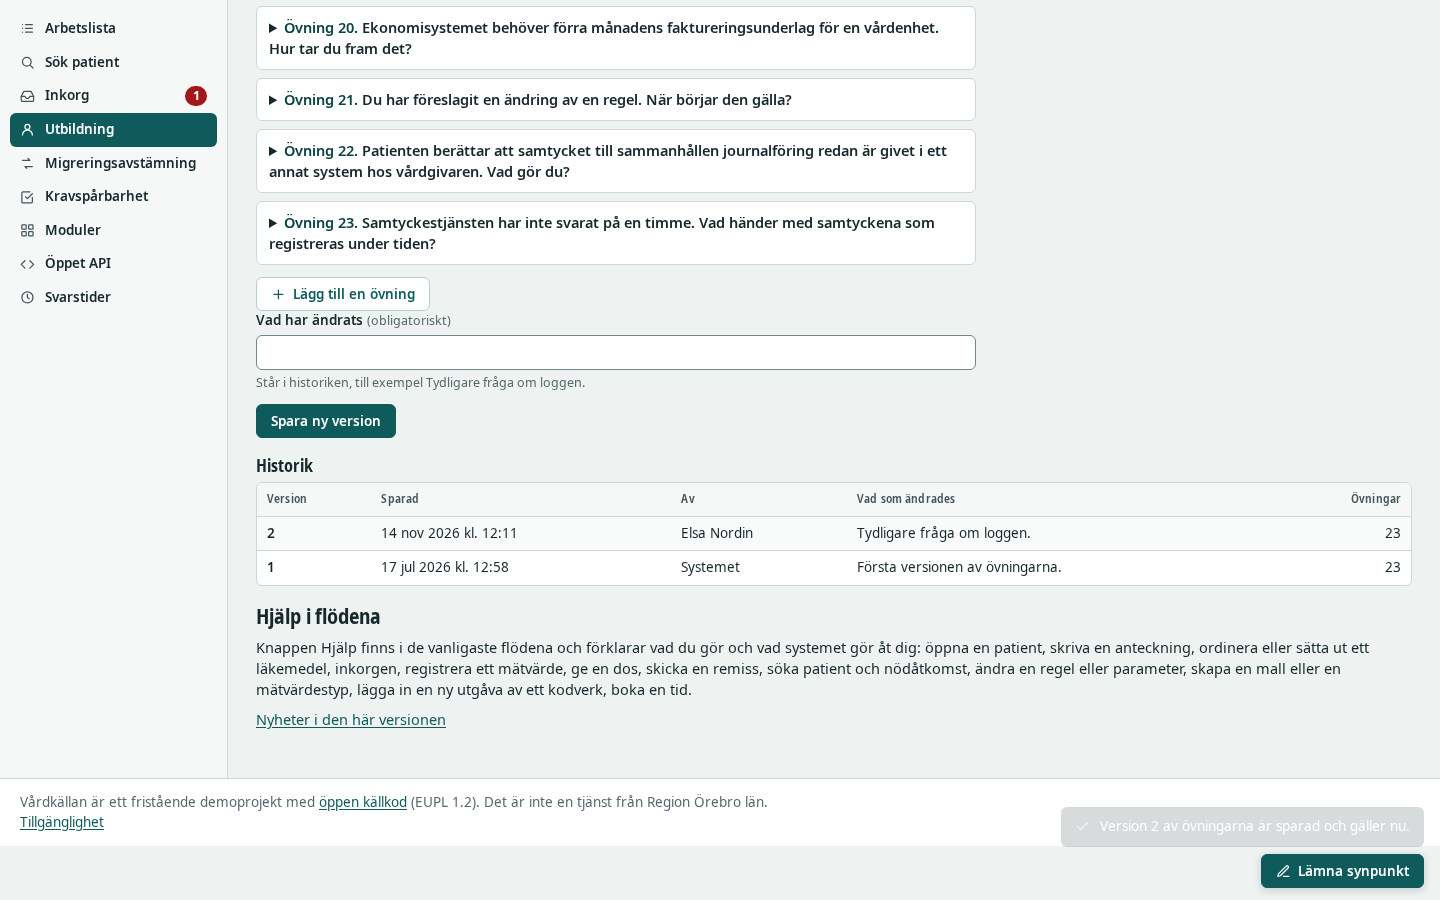 Arbetslista
Sök patient
Inkorg 1
Utbildning
Migreringsavstämning
Kravspårbarhet
Moduler
Öppet API
Svarstider
Övning 20. Ekonomisystemet behöver förra månadens faktureringsunderlag för en vårdenhet.
Hur tar du fram det?
Övning 21. Du har föreslagit en ändring av en regel. När börjar den gälla?
Övning 22. Patienten berättar att samtycket till sammanhållen journalföring redan är givet i ett
annat system hos vårdgivaren. Vad gör du?
Övning 23. Samtyckestjänsten har inte svarat på en timme. Vad händer med samtyckena som
registreras under tiden?
Lägg till en övning
Vad har ändrats (obligatoriskt)
Står i historiken, till exempel Tydligare fråga om loggen.
Spara ny version
Historik
Version Sparad Av Vad som ändrades Övningar
2 14 nov 2026 kl. 12:11 Elsa Nordin Tydligare fråga om loggen. 23
1 17 jul 2026 kl. 12:58 Systemet Första versionen av övningarna. 23
Hjälp i flödena
Knappen Hjälp finns i de vanligaste flödena och förklarar vad du gör och vad systemet gör åt dig: öppna en patient, skriva en anteckning, ordinera eller sätta ut ett
läkemedel, inkorgen, registrera ett mätvärde, ge en dos, skicka en remiss, söka patient och nödåtkomst, ändra en regel eller parameter, skapa en mall eller en
mätvärdestyp, lägga in en ny utgåva av ett kodverk, boka en tid.
Nyheter i den här versionen
Vårdkällan är ett fristående demoprojekt med öppen källkod (EUPL 1.2). Det är inte en tjänst från Region Örebro län.
Tillgänglighet
Version 2 av övningarna är sparad och gäller nu.
Lämna synpunkt